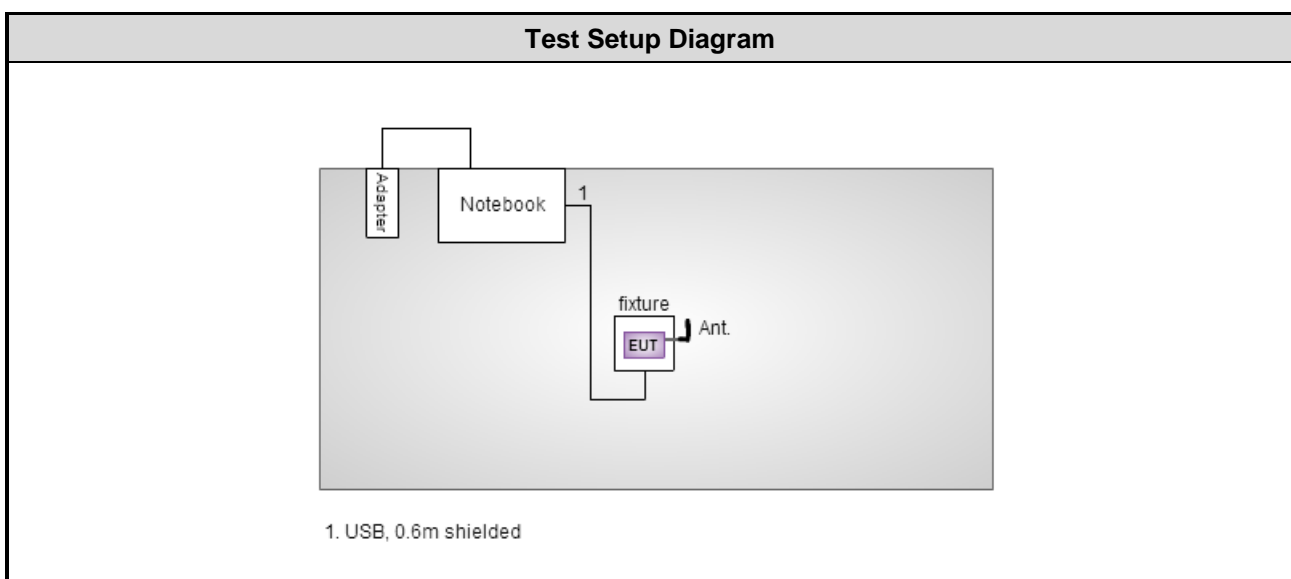 Test Setup Diagram
Adapter
Notebook
1
fixture
EUT
Ant.
1. USB, 0.6m shielded